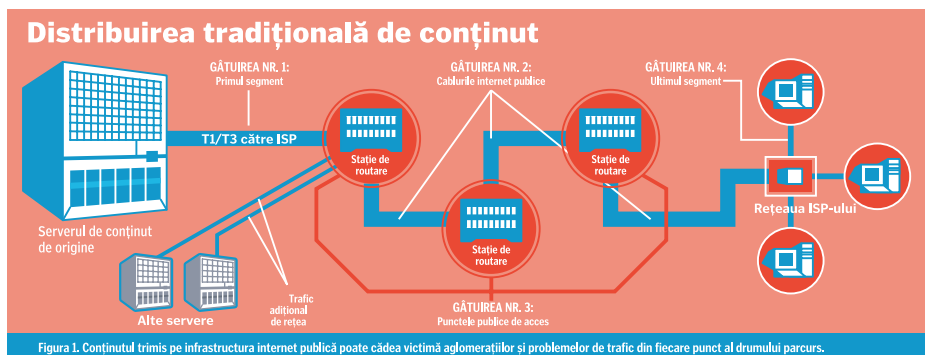 Distribuirea tradițională de conținut
GÂTUIREA NR. 1:
Primul segment
GÂTUIREA NR. 2:
Cablurile internet publice
GÂTUIREA NR. 4:
Ultimul segment
T1/T3 către ISP
Stație de
routare
Stație de
routare
Stație de
routare
Rețeaua ISP-ului
Serverul de conținut
de origine
Alte servere
Trafic
adițional
de rețea
GÂTUIREA NR. 3:
Punctele publice de acces
Figura 1. Conținutul trimis pe infrastructura internet publică poate cădea victimă aglomerațiilor și problemelor de trafic din fiecare punct al drumului parcurs.